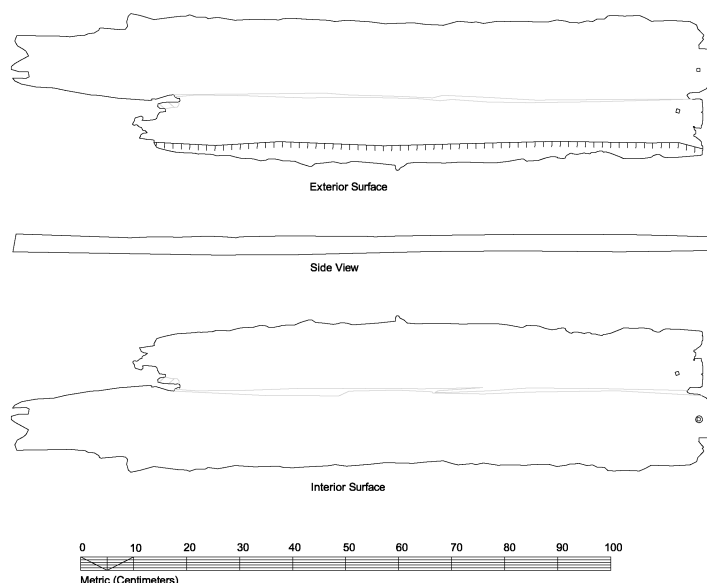 Exterior Surface
Side View
Interior Surface
0 10 20 30 40 50 60 70 80 90 100
Metric (Centimeters)